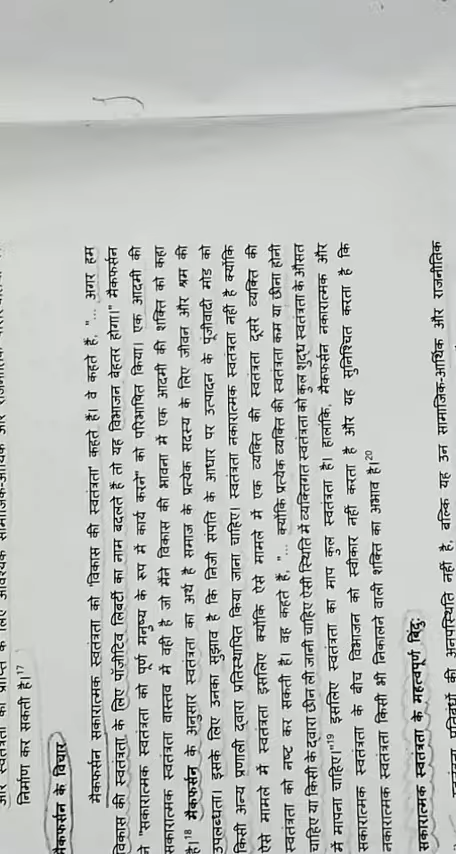 और स्वतंत्रता की प्राप्ति के लिए आवश्यक सामाजिक-आर्थिक और राजनीतिक
निर्माण कर सकती है।17
मैकफर्सन के विचार
मैकफर्सन सकारात्मक स्वतंत्रता को विकास की स्वतंत्रता" कहते हैं। वे कहते हैं, "... अगर हम
विकास की स्वतंत्रता के लिए पॉज़ीटिव लिबर्टी का नाम बदलते हैं तो यह विभाजन बेहतर होगा।" मैकफर्सन
ने "सकारात्मक स्वतंत्रता को पूर्ण मनुष्य के रूप में कार्य करने" को परिभाषित किया। एक आदमी की
सकारात्मक स्वतंत्रता वास्तव में वही है जो मैंने विकास की भावना में एक आदमी की शक्ति को कहा
है।18 मैकफर्सन के अनुसार स्वतंत्रता का अर्थ है समाज के प्रत्येक सदस्य के लिए जीवन और श्रम की
उपलब्धता। इसके लिए उनका सुझाव है कि निजी संपत्ति के आधार पर उत्पादन के पूंजीवादी मोड को
किसी अन्य प्रणाली द्वारा प्रतिस्थापित किया जाना चाहिए। स्वतंत्रता नकारात्मक स्वतंत्रता नहीं है क्योंकि
ऐसे मामले में स्वतंत्रता इसलिए क्योंकि ऐसे मामले में एक व्यक्ति की स्वतंत्रता दूसरे व्यक्ति की
स्वतंत्रता को नष्ट कर सकती है। वह कहते हैं, "... क्योंकि प्रत्येक व्यक्ति की स्वतंत्रता कम या छीना होनी
चाहिए या किसी के द्वारा छीन ली जानी चाहिए ऐसी स्थिति में व्यक्तिगत स्वतंत्रता को कुल शुद्ध स्वतंत्रता के औसत
में मापना चाहिए।"19 इसलिए स्वतंत्रता का माप कुल स्वतंत्रता है। हालांकि, मैकफर्सन नकारात्मक और
सकारात्मक स्वतंत्रता के बीच विभाजन को स्वीकार नहीं करता है और यह सुनिश्चित करता है कि
नकारात्मक स्वतंत्रता किसी भी निकालने वाली शक्ति का अभाव है।20
सकारात्मक स्वतंत्रता के महत्वपूर्ण बिंदु:
स्वतंत्रता प्रतिबंधों की अनुपस्थिति नहीं है, बल्कि यह उन सामाजिक-आर्थिक और राजनीतिक